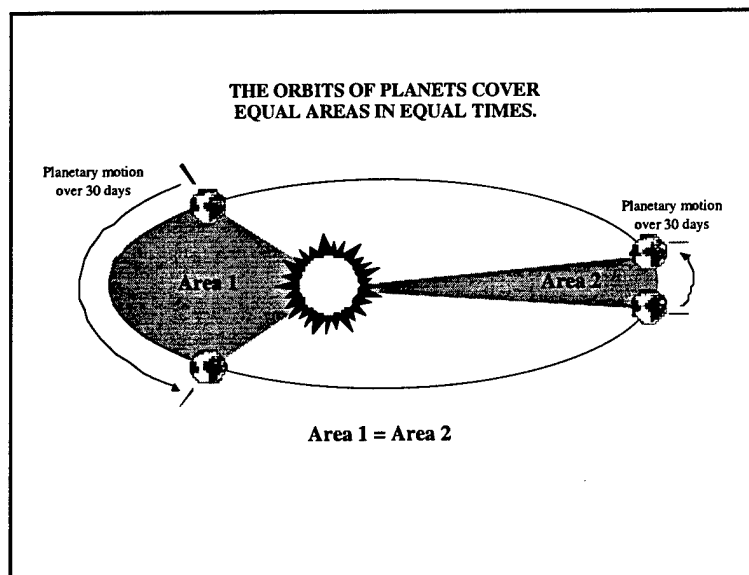 THE ORBITS OF PLANETS COVER
EQUAL AREAS IN EQUAL TIMES.
Planetary motion
over 30 days
Planetary motion
over 30 days
Area 1
Area 2
Area 1 = Area 2